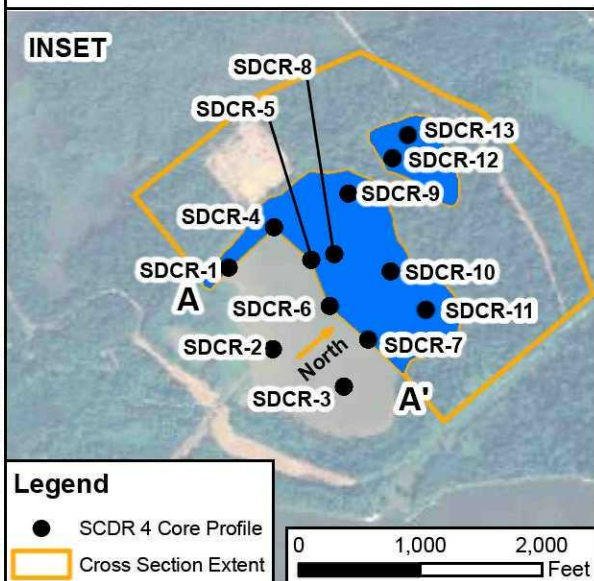 INSET
SDCR-8
SDCR-5
SDCR-13
SDCR-12
SDCR-9
SDCR-4
SDCR-1
A
SDCR-10
SDCR-6
SDCR-11
SDCR-2
North
SDCR-7
SDCR-3
A'
Legend
SCDR 4 Core Profile
Cross Section Extent
0 1,000 2,000
Feet